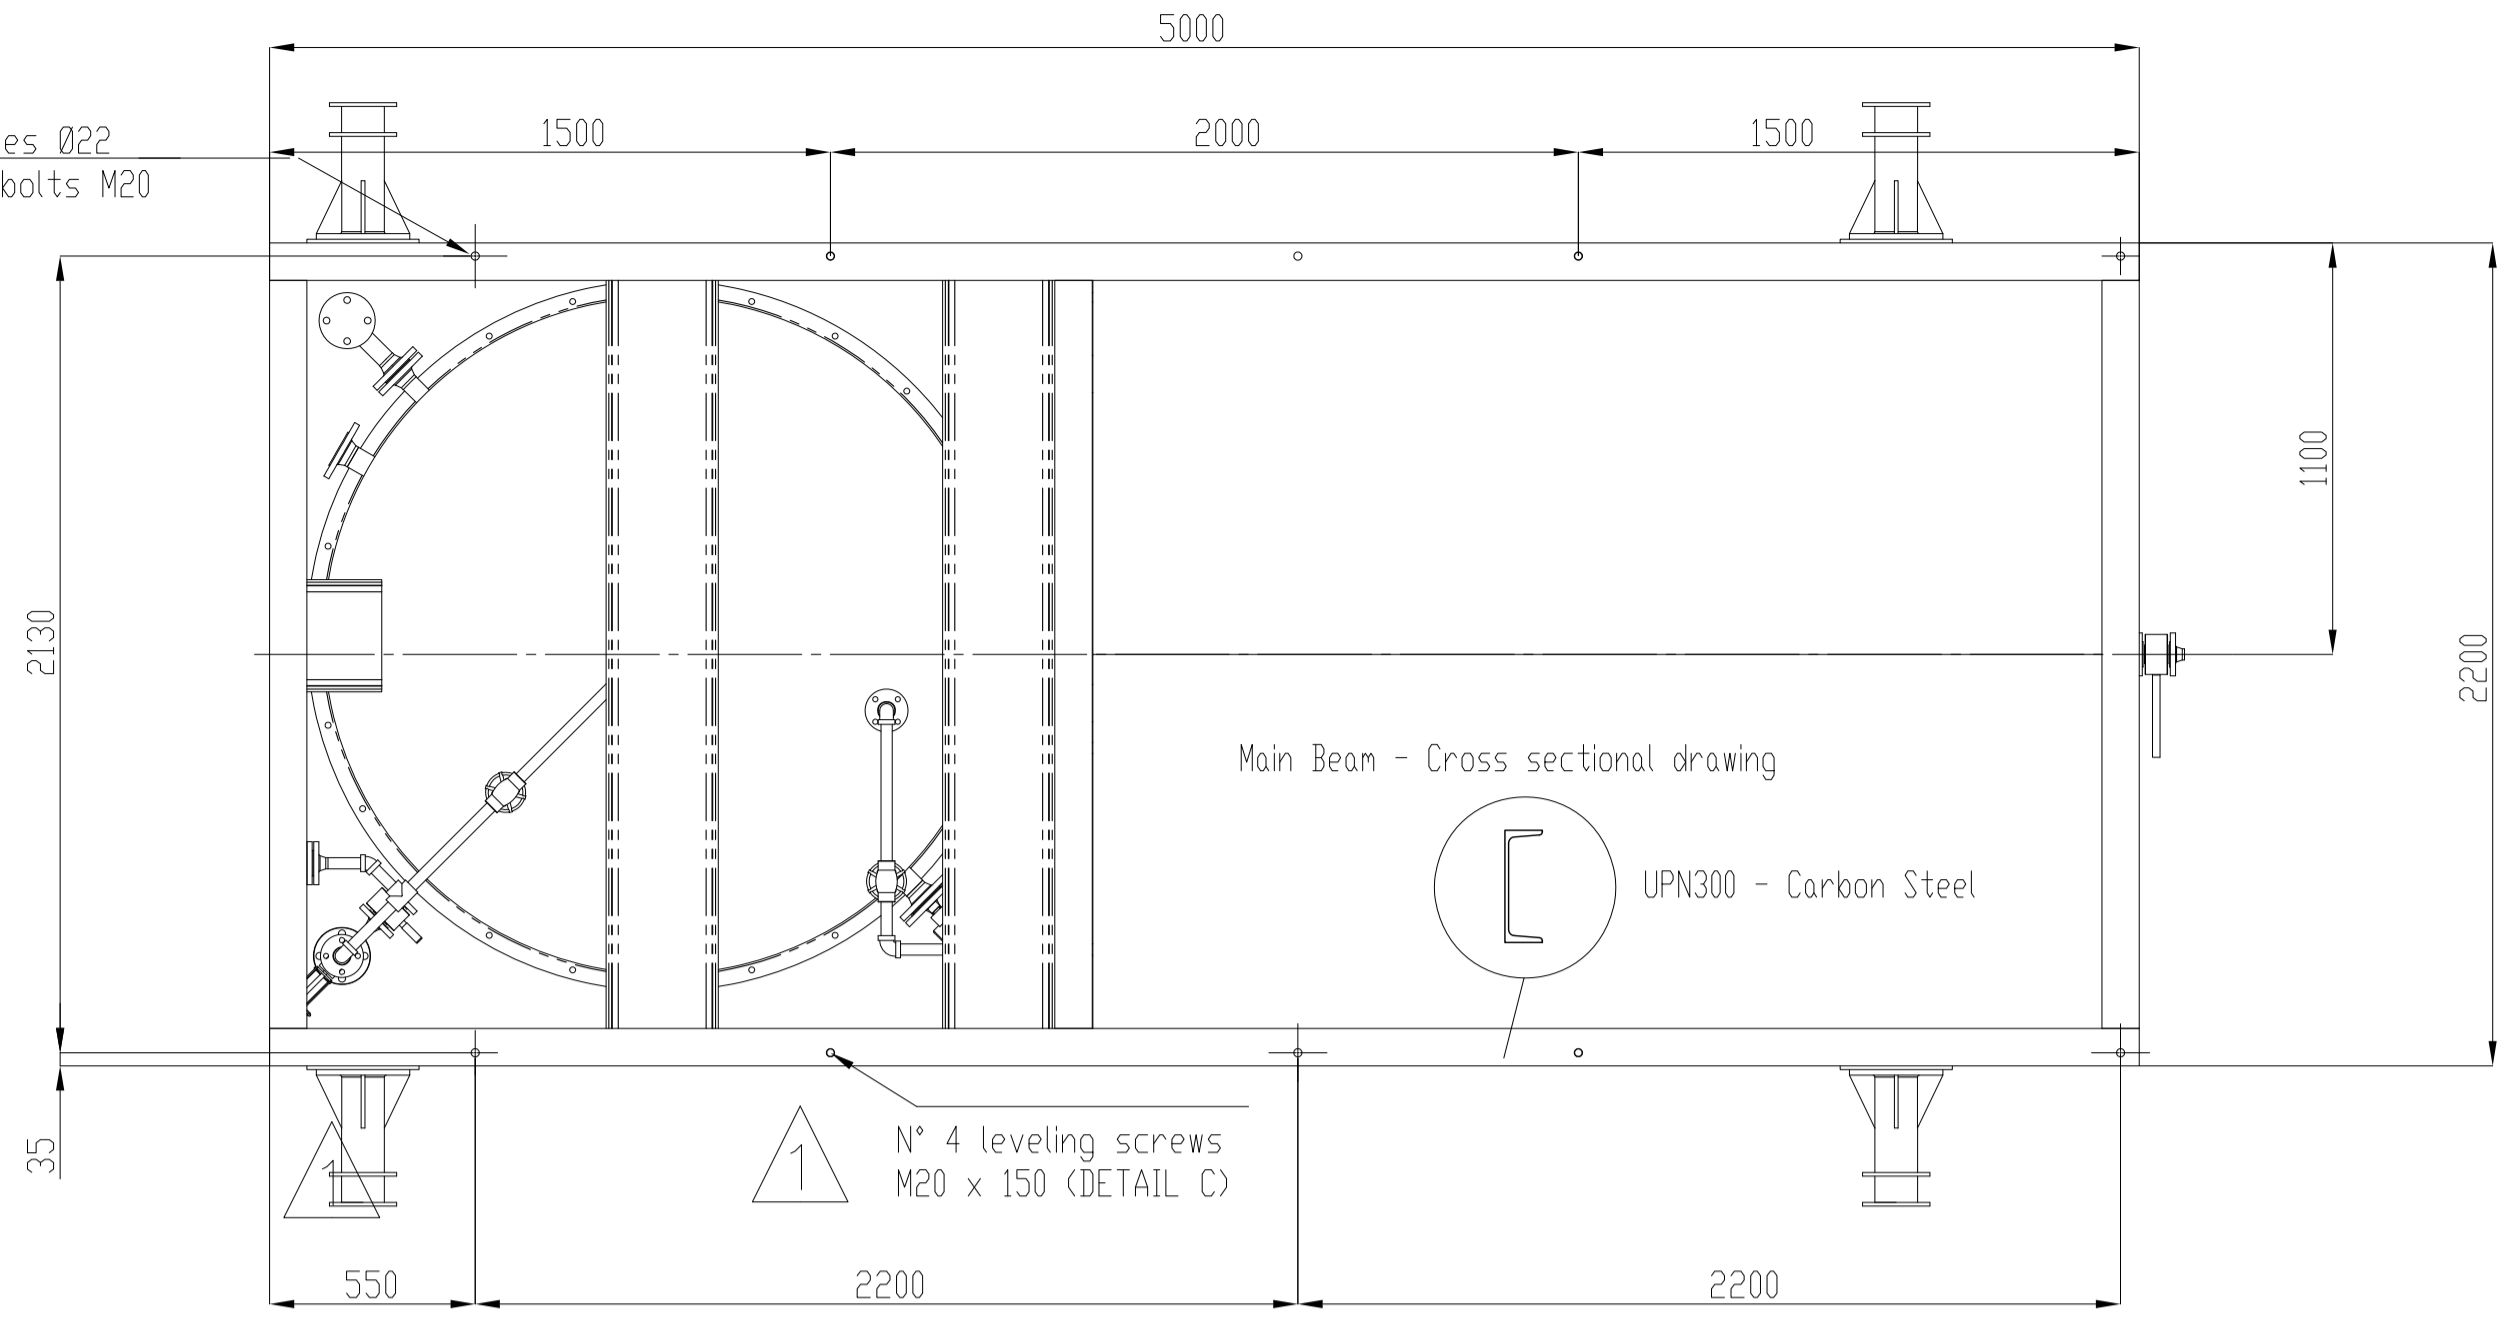 5000
1500
2000
1500
es Ø22
bolts M20
1100
2130
2200
Main Beam - Cross sectional drawing
UPN300 - Carbon Steel
35
1
1
N° 4 leveling screws
M20 x 150 (DETAIL C)
550
2200
2200